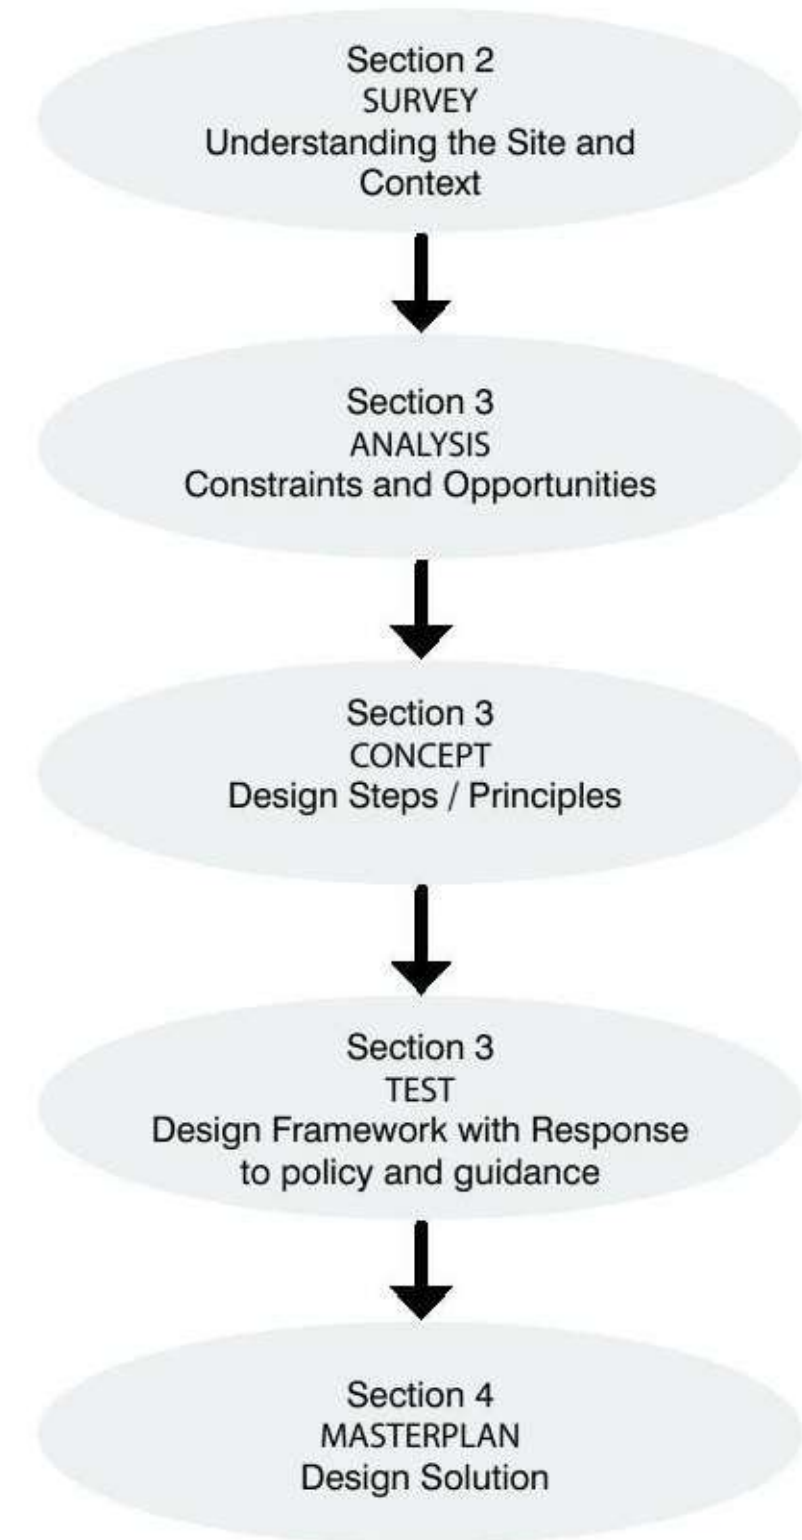 Section 2
SURVEY
Understanding the Site and
Context
Section 3
ANALYSIS
Constraints and Opportunities
Section 3
CONCEPT
Design Steps / Principles
Section 3
TEST
Design Framework with Response
to policy and guidance
Section 4
MASTERPLAN
Design Solution